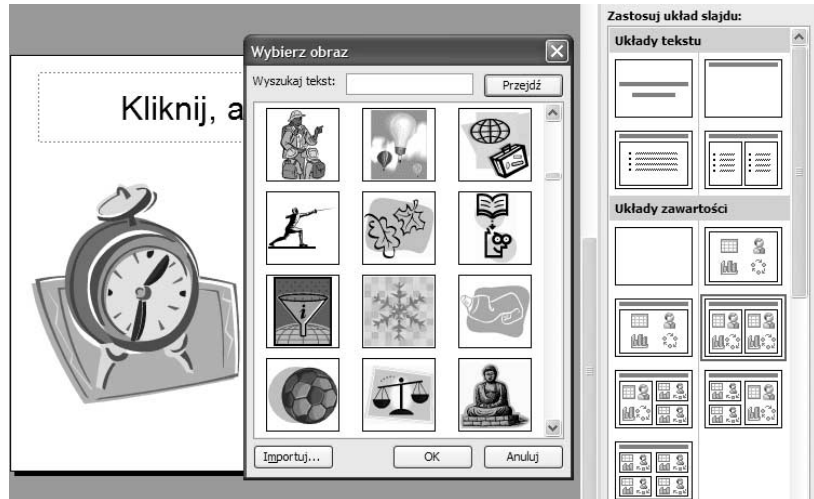 Kliknij, a
Wybierz obraz
Wyszukaj tekst:
Przejdź
Importuj...
OK
Anuluj
Zastosuj układ slajdu:
Układy tekstu
Układy zawartości